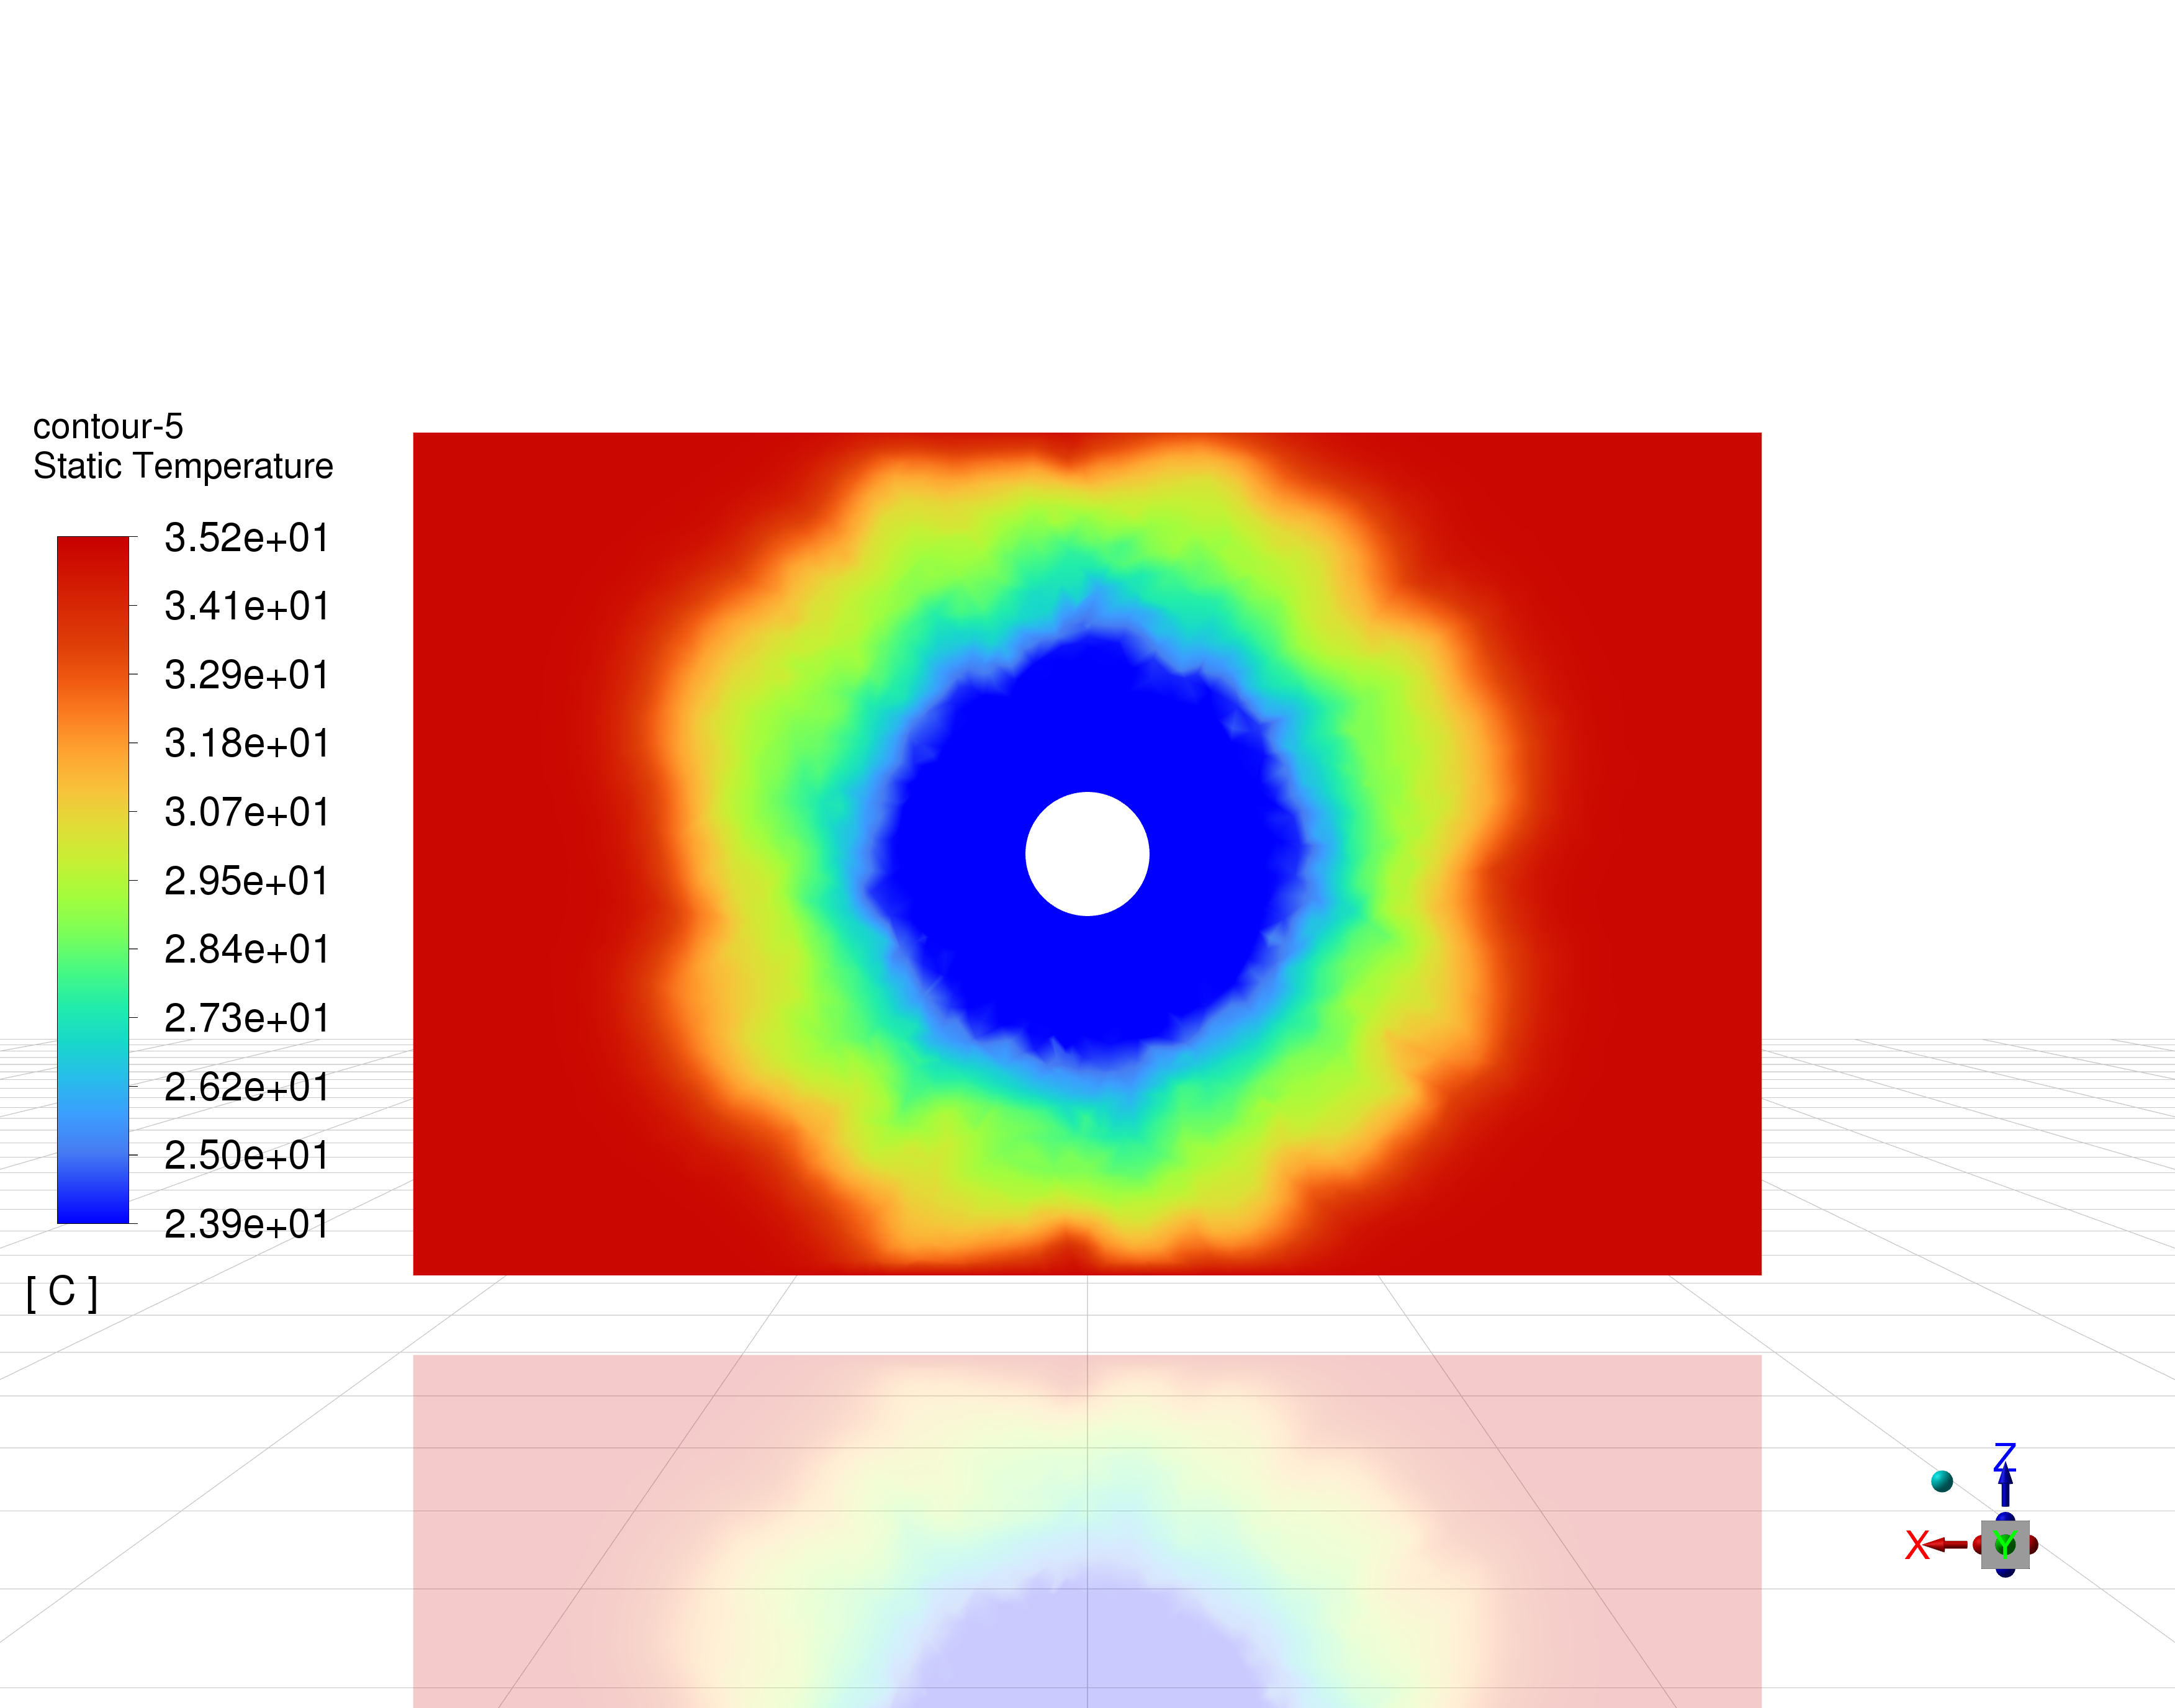 contour-5
Static Temperature
3.52e+01
3.41e+01
3.29e+01
3.18e+01
3.07e+01
2.95e+01
2.84e+01
2.73e+01
2.62e+01
2.50e+01
2.39e+01
[ C ]
Z
X
Y